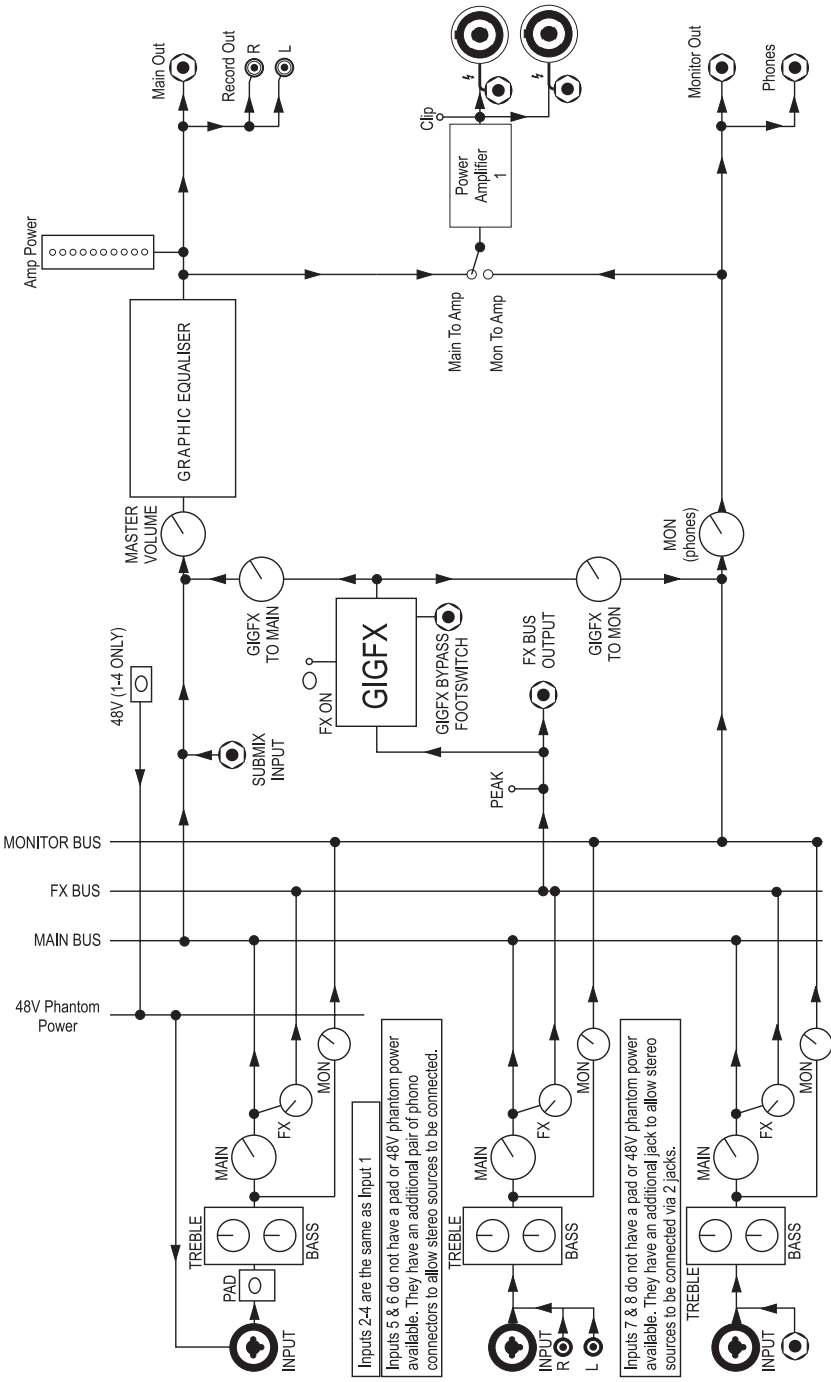 Main Out
Record Out
R
L
Clip
Monitor Out
Phones
Amp Power
Power
Amplifier
1
Main To Amp
Mon To Amp
GRAPHIC EQUALISER
MASTER
VOLUME
MON
(phones)
48V (1-4 ONLY)
GIGFX
TO MAIN
FX ON
GIGFX
GIGFX BYPASS
FOOTSWITCH
FX BUS
OUTPUT
GIGFX
TO MON
SUBMIX
INPUT
PEAK
MONITOR BUS
FX BUS
MAIN BUS
48V Phantom
Power
MAIN
FX
MON
TREBLE
BASS
PAD
INPUT
Inputs 2-4 are the same as Input 1
Inputs 5 & 6 do not have a pad or 48V phantom power
available. They have an additional pair of phono
connectors to allow stereo sources to be connected.
MAIN
FX
MON
TREBLE
BASS
INPUT
R
L
Inputs 7 & 8 do not have a pad or 48V phantom power
available. They have an additional jack to allow stereo
sources to be connected via 2 jacks.
MAIN
FX
MON
TREBLE
BASS
INPUT